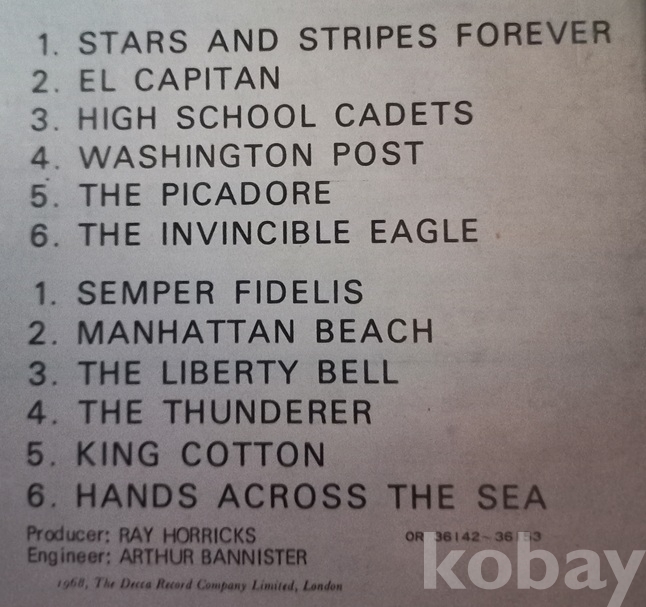 1. STARS AND STRIPES FOREVER
2. EL CAPITAN
3. HIGH SCHOOL CADETS
4. WASHINGTON POST
5. THE PICADORE
6. THE INVINCIBLE EAGLE
1. SEMPER FIDELIS
2. MANHATTAN BEACH
3. THE LIBERTY BELL
4. THE THUNDERER
5. KING COTTON
6. HANDS ACROSS THE SEA
Producer: RAY HORRICKS
OR 36142~
Engineer: ARTHUR BANNISTER
1968, The Decca Record Company Limited, London
kobay